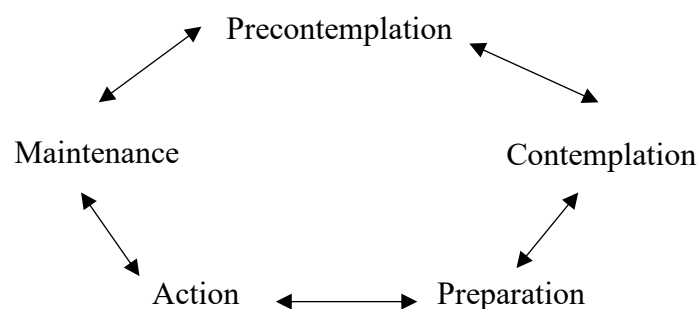 Precontemplation
Maintenance
Contemplation
Action
Preparation